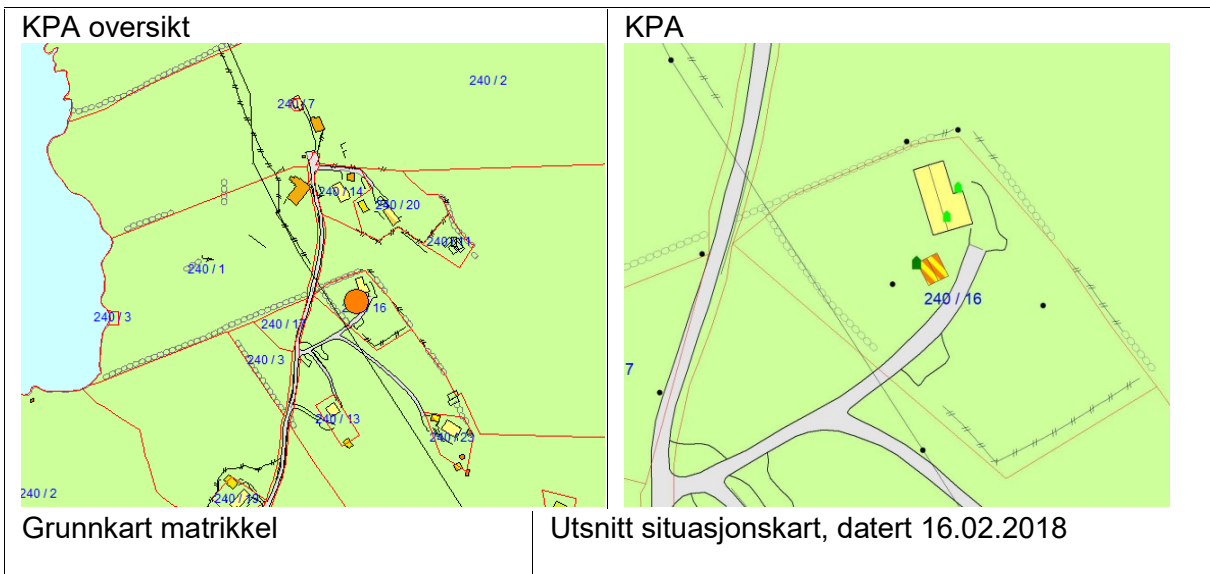 KPA oversikt
KPA
240 / 2
240 / 7
240 / 14
240 / 20
240 / 1
240 / 3
240 / 17
240 / 3
240 / 13
240 / 23
240 / 19
240 / 2
240 / 16
7
Grunnkart matrikkel
Utsnitt situasjonskart, datert 16.02.2018